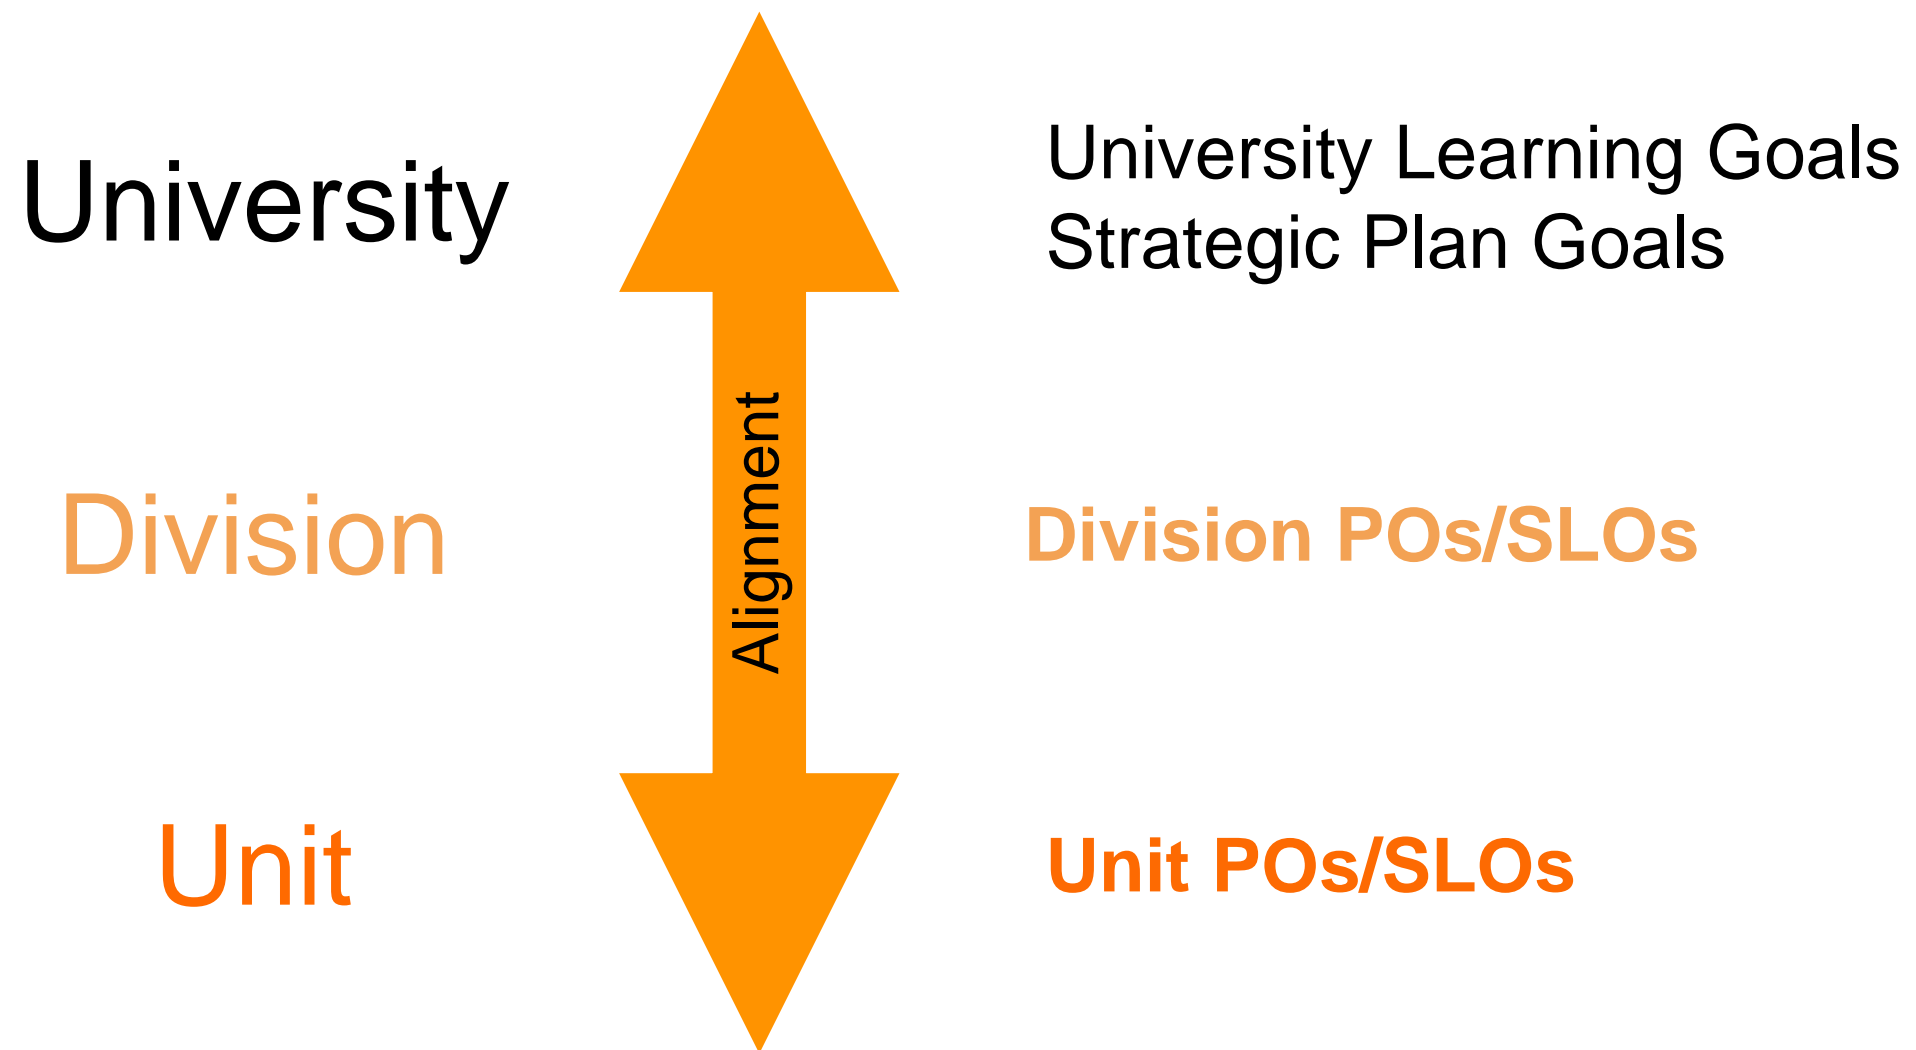 University
University Learning Goals
Strategic Plan Goals
Alignment
Division
Division POs/SLOs
Unit
Unit POs/SLOs